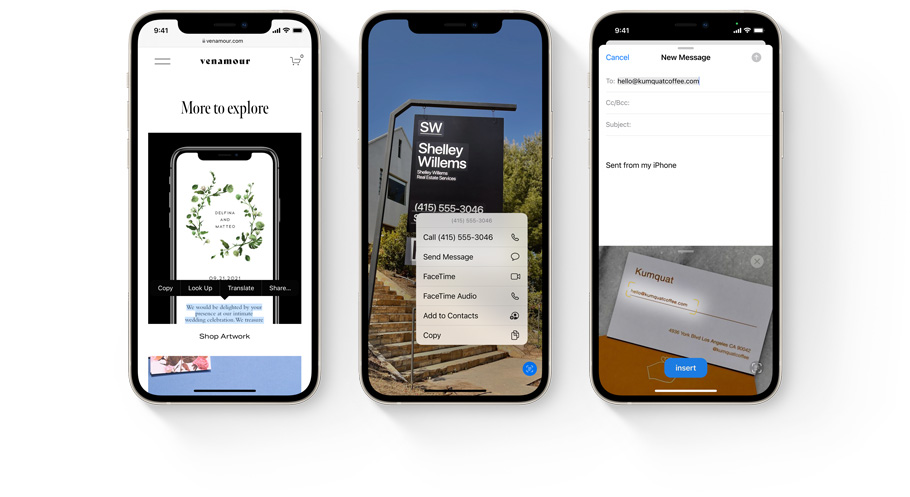 9:41
venamour.com
venamour
0
More to explore
DELFINA
AND
MATTEO
09.21.2021
Copy
Look Up
Translate
Share...
We would be delighted by your
presence at our intimate
wedding celebration. We treasure
Shop Artwork
SW
Shelley
Willems
Shelley Willems
Real Estate Services
(415) 555-3046
(415) 555-3046
Call (415) 555-3046
Send Message
FaceTime
FaceTime Audio
Add to Contacts
Copy
9:41
Cancel
New Message
To: hello@kumquatcoffee.com
Cc/Bcc:
Subject:
Sent from my iPhone
Kumquat
hello@kumquatcoffee.com
4936 York Blvd Los Angeles CA 90042
@kumquatcoffee
insert